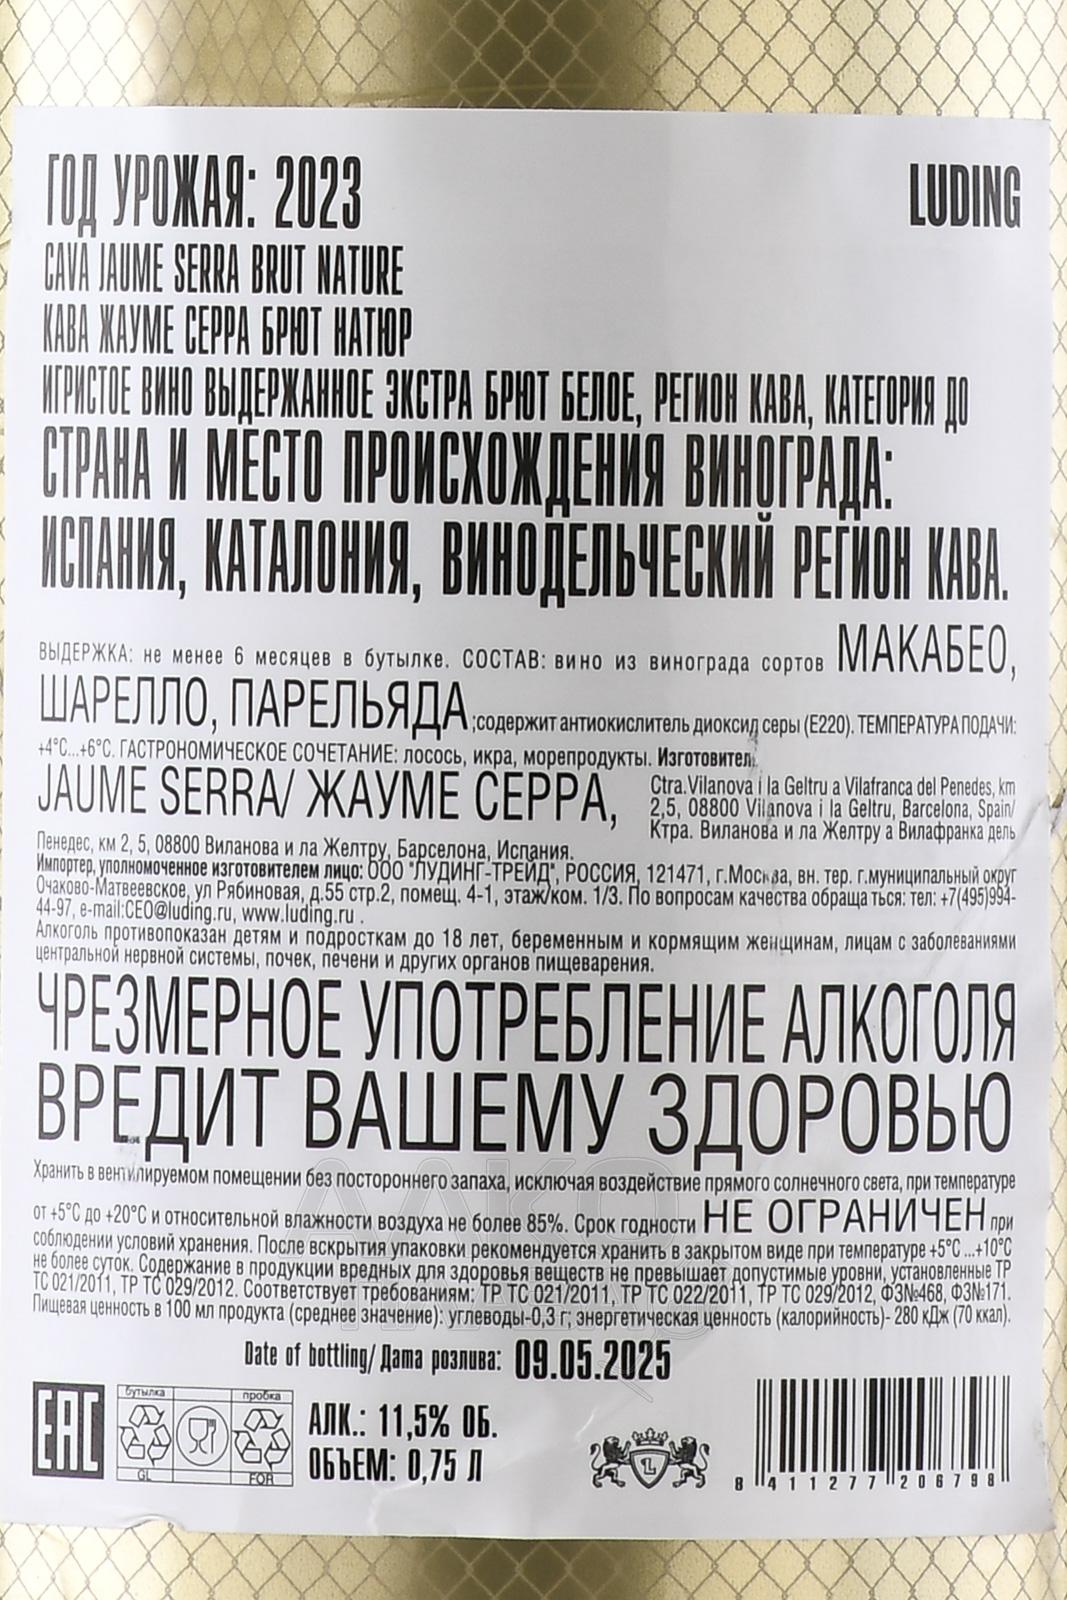 ГОД УРОЖАЯ: 2023
LUDING
CAVA JAUME SERRA BRUT NATURE
КАВА ЖАУМЕ СЕРРА БРЮТ НАТЮР
ИГРИСТОЕ ВИНО ВЫДЕРЖАННОЕ ЭКСТРА БРЮТ БЕЛОЕ, РЕГИОН КАВА, КАТЕГОРИЯ ДО
СТРАНА И МЕСТО ПРОИСХОЖДЕНИЯ ВИНОГРАДА:
ИСПАНИЯ, КАТАЛОНИЯ, ВИНОДЕЛЬЧЕСКИЙ РЕГИОН КАВА.
ВЫДЕРЖКА: не менее 6 месяцев в бутылке. СОСТАВ: вино из винограда сортов МАКАБЕО,
ШАРЕЛЛО, ПАРЕЛЬЯДА ;содержит антиокислитель диоксид серы (Е220). ТЕМПЕРАТУРА ПОДАЧИ:
+4°С...+6°С. ГАСТРОНОМИЧЕСКОЕ СОЧЕТАНИЕ: лосось, икра, морепродукты. Изготовител
JAUME SERRA/ ЖАУМЕ СЕРРА,
Ctra.Vilanova i la Geltru a Vilafranca del Penedes, km
2,5, 08800 Vilanova i la Geltru, Barcelona, Spain/
Ктра. Виланова и ла Желтру а Вилафранка дель
Пенедес, км 2, 5, 08800 Виланова и ла Желтру, Барселона, Испания.
Импортер, уполномоченное изготовителем лицо: ООО "ЛУДИНГ-ТРЕЙД", РОССИЯ, 121471, г.Москва, вн. тер. г.муниципальный округ
Очаково-Матвеевское, ул Рябиновая, д.55 стр.2, помещ. 4-1, этаж/ком. 1/3. По вопросам качества обраща ться: тел: +7(495)994-
44-97, e-mail:CEO@luding.ru, www.luding.ru .
Алкоголь противопоказан детям и подросткам до 18 лет, беременным и кормящим женщинам, лицам с заболеваниями
центральной нервной системы, почек, печени и других органов пищеварения.
ЧРЕЗМЕРНОЕ УПОТРЕБЛЕНИЕ АЛКОГОЛЯ
ВРЕДИТ ВАШЕМУ ЗДОРОВЬЮ
Хранить в вентилируемом помещении без постороннего запаха, исключая воздействие прямого солнечного света, при температуре
от +5°С до +20°С и относительной влажности воздуха не более 85%. Срок годности НЕ ОГРАНИЧЕН при
соблюдении условий хранения. После вскрытия упаковки рекомендуется хранить в закрытом виде при температуре +5°С ...+10°С
не более суток. Содержание в продукции вредных для здоровья веществ не превышает допустимые уровни, установленные ТР
ТС 021/2011, ТР ТС 029/2012. Соответствует требованиям: ТР ТС 021/2011, ТР ТС 022/2011, ТР ТС 029/2012, ФЗ№468, ФЗ№171.
Пищевая ценность в 100 мл продукта (среднее значение): углеводы-0,3 г; энергетическая ценность (калорийность)- 280 кДж (70 ккал).
Date of bottling/ Дата розлива: 09.05.2025
EAC
бутылка
пробка
GL
FOR
АЛК.: 11,5% ОБ.
ОБЪЕМ: 0,75 Л
L
8 411277 206798